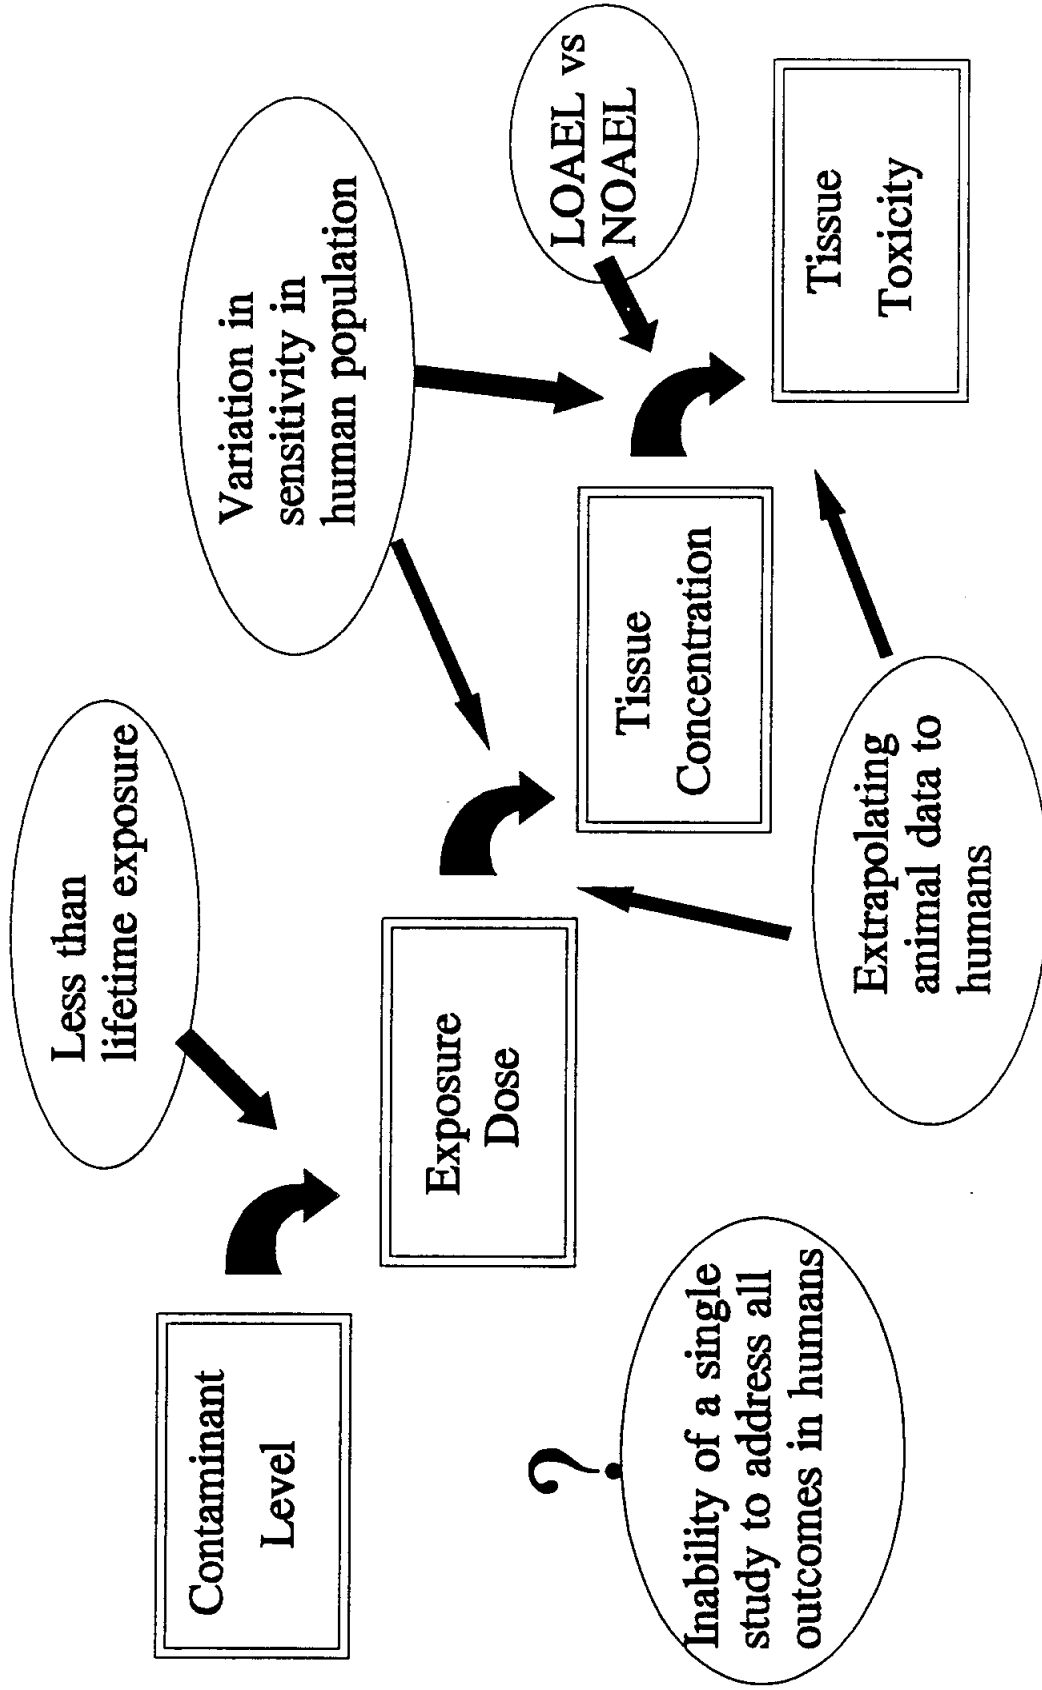 Less than
lifetime exposure
Variation in
sensitivity in
human population
LOAEL vs
NOAEL
Contaminant
Level
Exposure
Dose
Tissue
Concentration
Tissue
Toxicity
?
Inability of a single
study to address all
outcomes in humans
Extrapolating
animal data to
humans